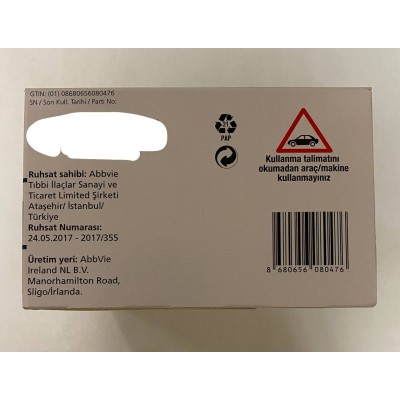 GTIN: (01) 08680656080476
SN / Son Kull. Tarihi / Parti No:
Ruhsat sahibi: Abbvie
Tıbbi İlaçlar Sanayi ve
Ticaret Limited Şirketi
Ataşehir/ İstanbul/
Türkiye
Ruhsat Numarası:
24.05.2017 - 2017/355
Üretim yeri: AbbVie
Ireland NL B.V.
Manorhamilton Road,
Sligo/İrlanda.
21
PAP
Kullanma talimatını
okumadan araç/makine
kullanmayınız
8 680656 080476